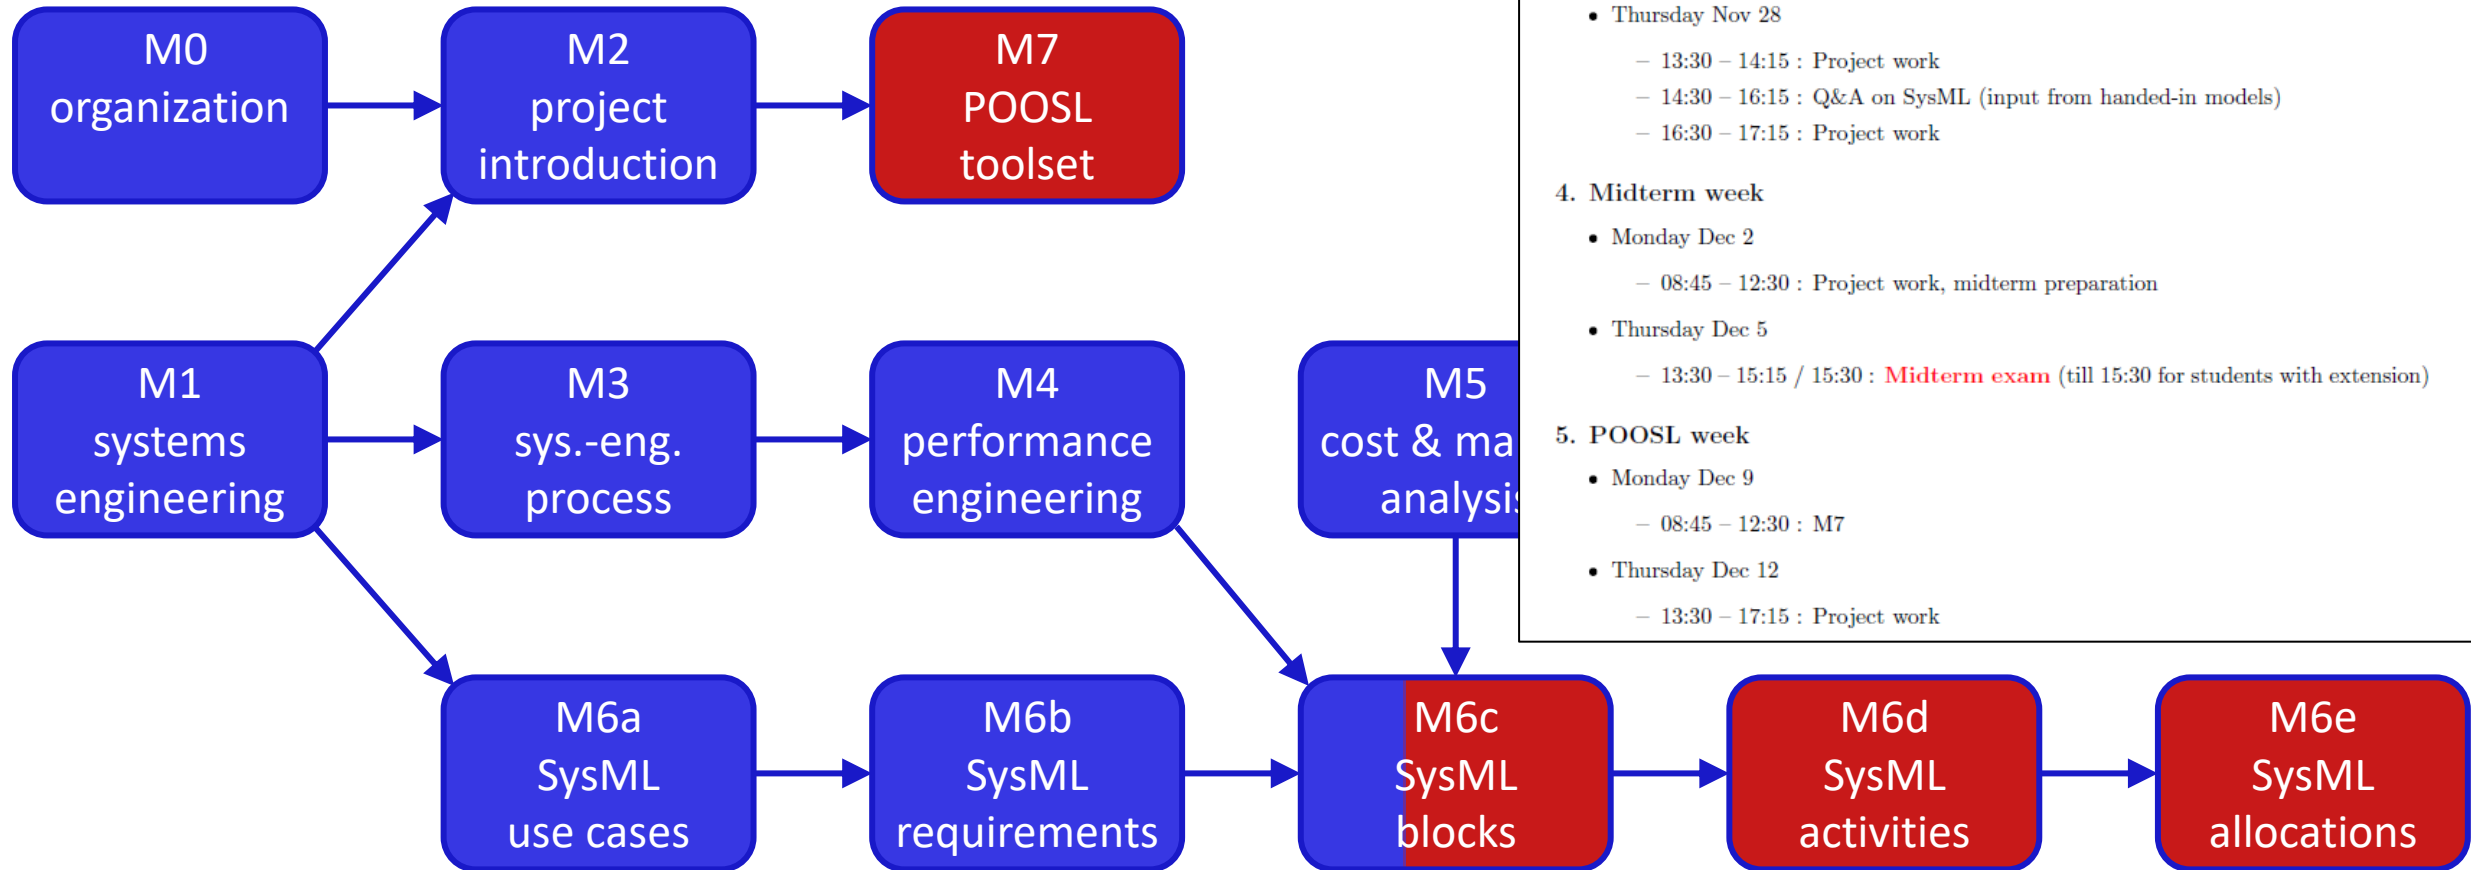 M0
organization
M2
project
introduction
M7
POOSL
toolset
• Thursday Nov 28
– 13:30 – 14:15 : Project work
– 14:30 – 16:15 : Q&A on SysML (input from handed-in models)
– 16:30 – 17:15 : Project work
4. Midterm week
• Monday Dec 2
– 08:45 – 12:30 : Project work, midterm preparation
• Thursday Dec 5
– 13:30 – 15:15 / 15:30 : Midterm exam (till 15:30 for students with extension)
5. POOSL week
• Monday Dec 9
– 08:45 – 12:30 : M7
• Thursday Dec 12
– 13:30 – 17:15 : Project work
M1
systems
engineering
M3
sys.-eng.
process
M4
performance
engineering
M5
cost & ma
analysis
M6a
SysML
use cases
M6b
SysML
requirements
M6c
SysML
blocks
M6d
SysML
activities
M6e
SysML
allocations